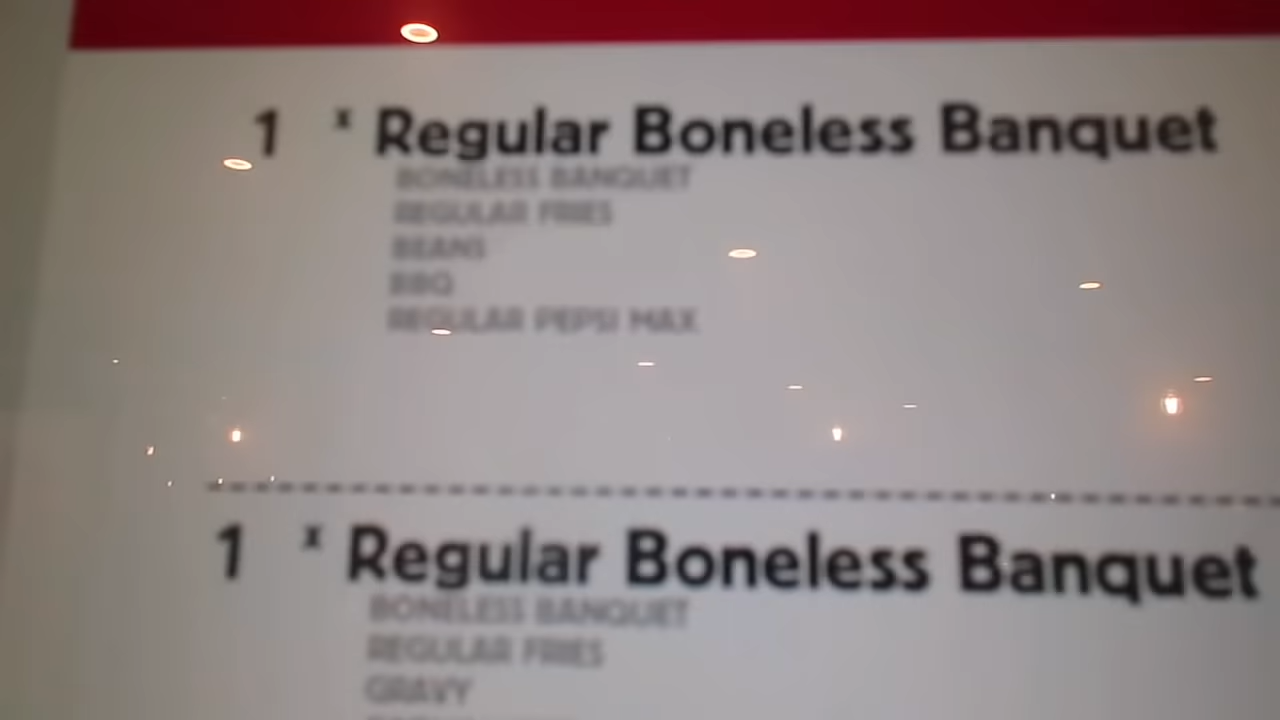 1 x Regular Boneless Banquet
BONELESS BANQUET
REGULAR FRIES
BEANS
BBQ
REGULAR PEPSI MAX
1 x Regular Boneless Banquet
BONELESS BANQUET
REGULAR FRIES
GRAVY